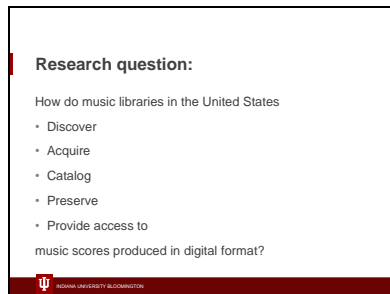 Research question:
How do music libraries in the United States
• Discover
• Acquire
• Catalog
• Preserve
• Provide access to
music scores produced in digital format?
INDIANA UNIVERSITY BLOOMINGTON